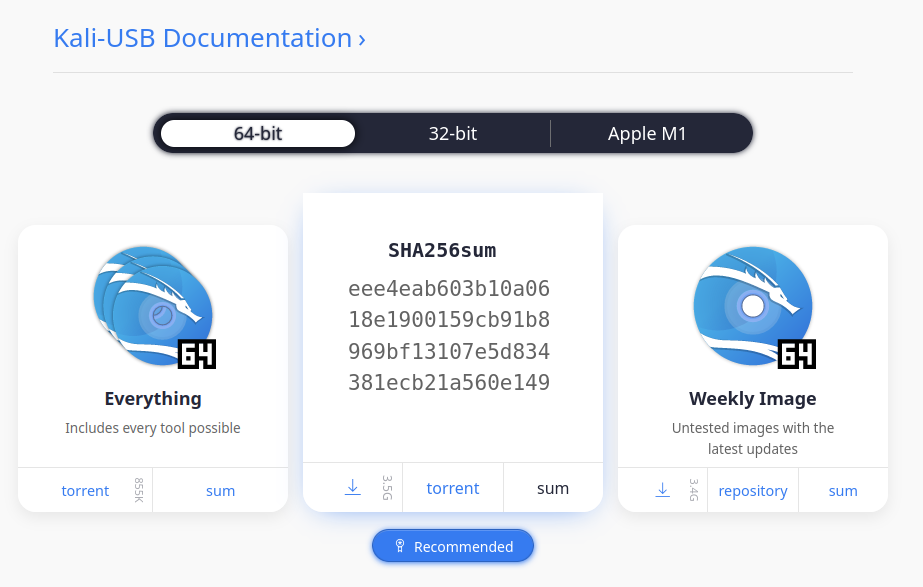 Kali-USB Documentation ›
64-bit
32-bit
Apple M1
64
Everything
Includes every tool possible
torrent
855K
sum
SHA256sum
eee4eab603b10a06
18e1900159cb91b8
969bf13107e5d834
381ecb21a560e149
3.5G
torrent
sum
Recommended
64
Weekly Image
Untested images with the
latest updates
3.4G
repository
sum